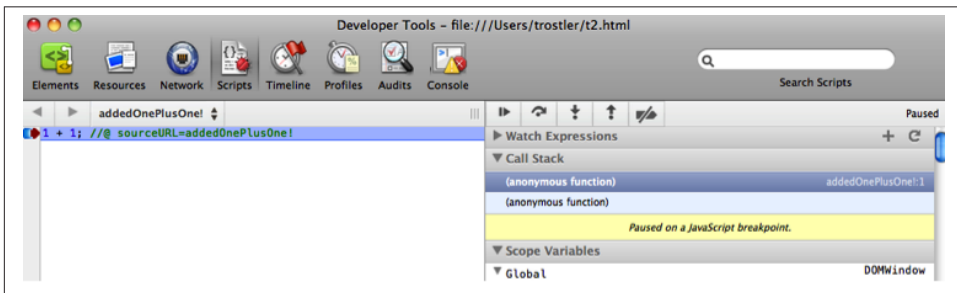 Developer Tools – file:///Users/trostler/t2.html
Elements Resources Network Scripts Timeline Profiles Audits Console
Search Scripts
addedOnePlusOne!
Paused
1 + 1; //@ sourceURL=addedOnePlusOne!
Watch Expressions
Call Stack
(anonymous function) addedOnePlusOne!:1
(anonymous function)
Paused on a JavaScript breakpoint.
Scope Variables
Global DOMWindow